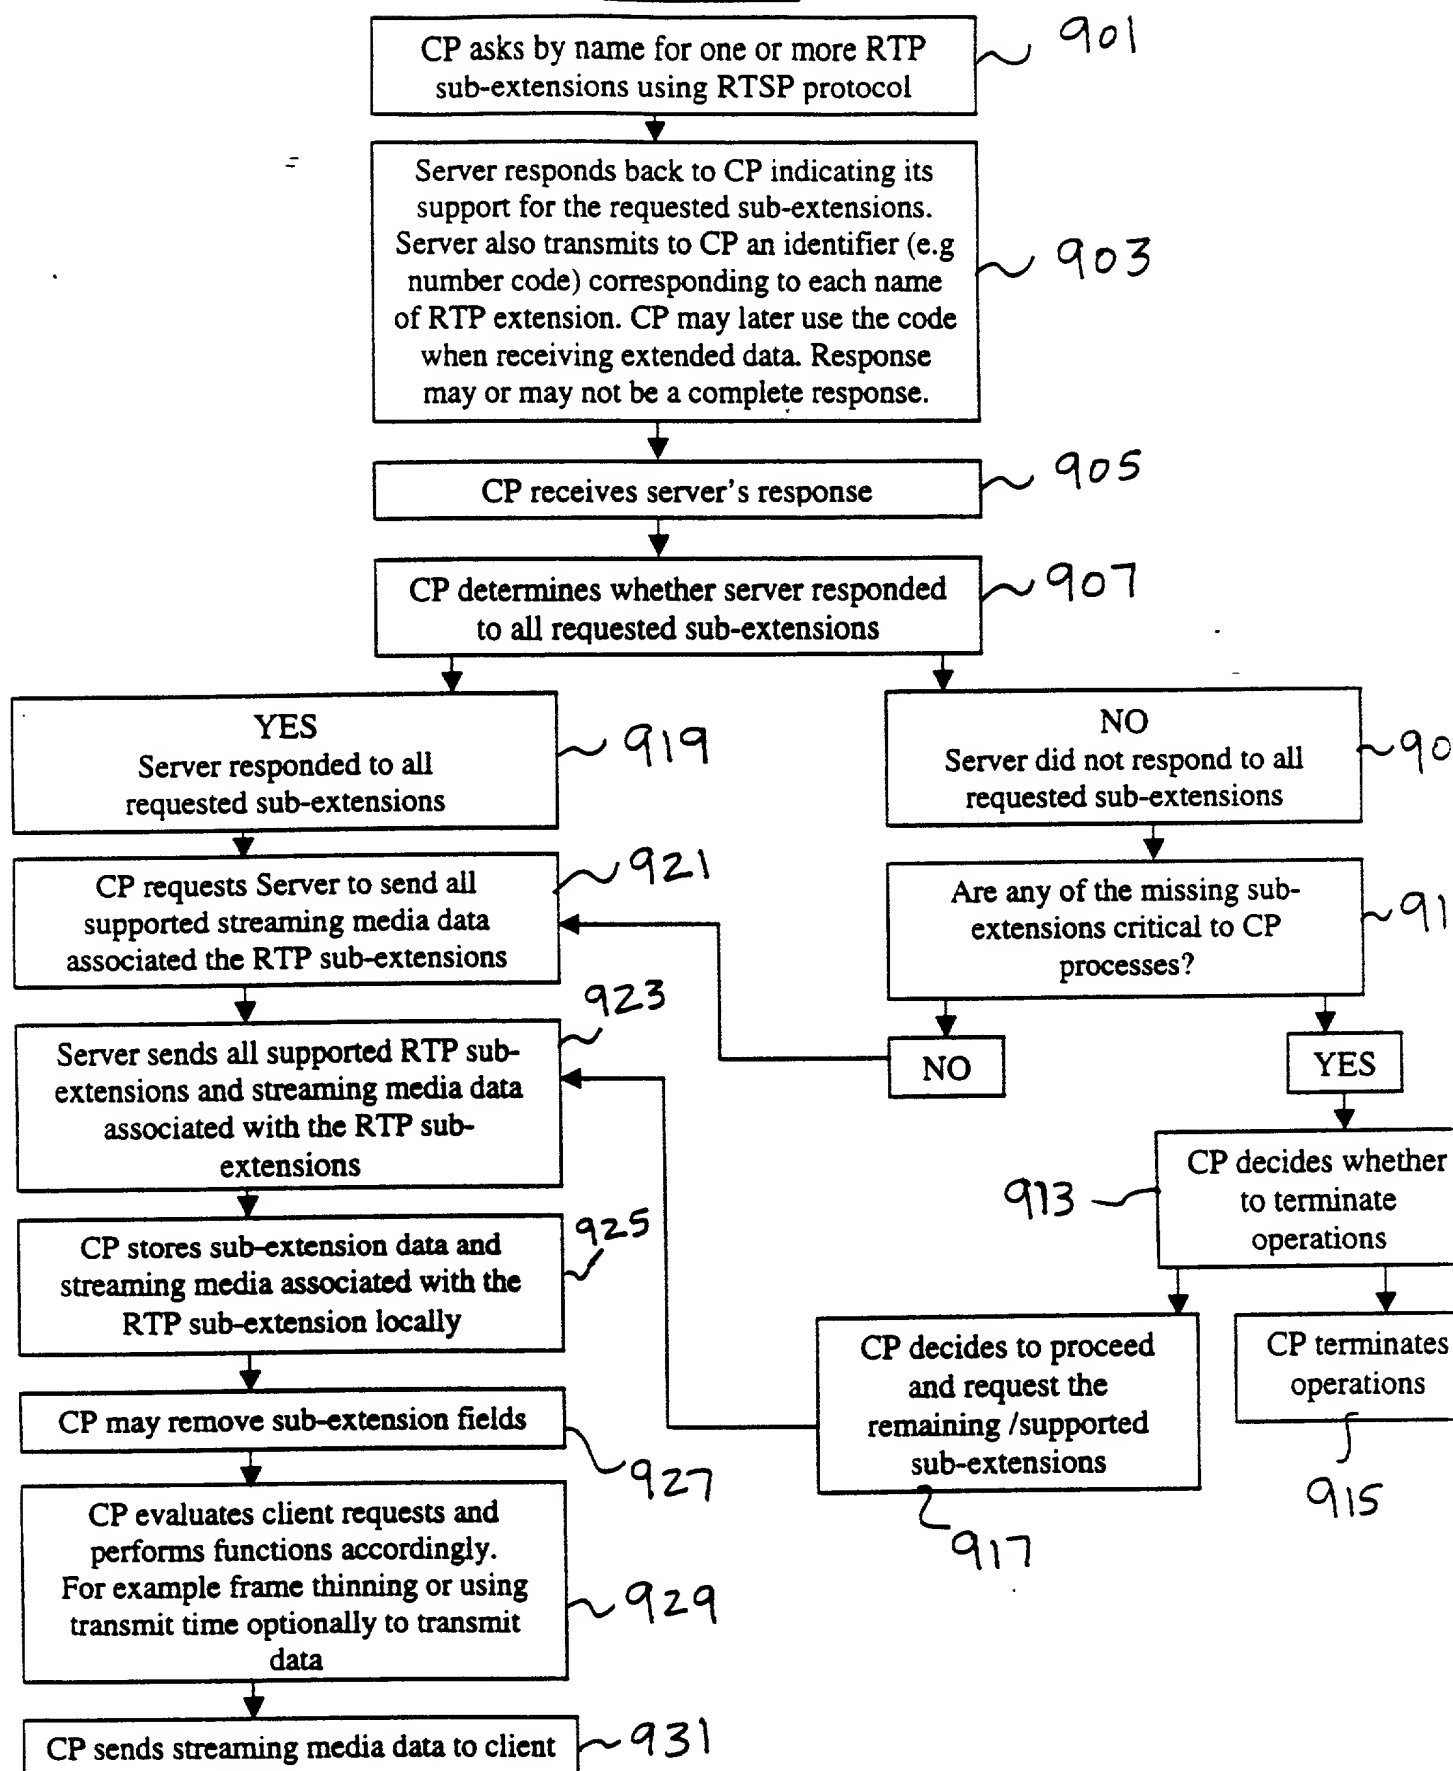 CP asks by name for one or more RTP
sub-extensions using RTSP protocol
901
Server responds back to CP indicating its
support for the requested sub-extensions.
Server also transmits to CP an identifier (e.g
number code) corresponding to each name
of RTP extension. CP may later use the code
when receiving extended data. Response
may or may not be a complete response.
903
CP receives server's response
905
CP determines whether server responded
to all requested sub-extensions
907
YES
Server responded to all
requested sub-extensions
919
NO
Server did not respond to all
requested sub-extensions
90
CP requests Server to send all
supported streaming media data
associated the RTP sub-extensions
921
Are any of the missing sub-
extensions critical to CP
processes?
91
NO
YES
Server sends all supported RTP sub-
extensions and streaming media data
associated with the RTP sub-
extensions
923
CP decides whether
to terminate
operations
913
CP stores sub-extension data and
streaming media associated with the
RTP sub-extension locally
925
CP decides to proceed
and request the
remaining /supported
sub-extensions
917
CP terminates
operations
915
CP may remove sub-extension fields
927
CP evaluates client requests and
performs functions accordingly.
For example frame thinning or using
transmit time optionally to transmit
data
929
CP sends streaming media data to client
931